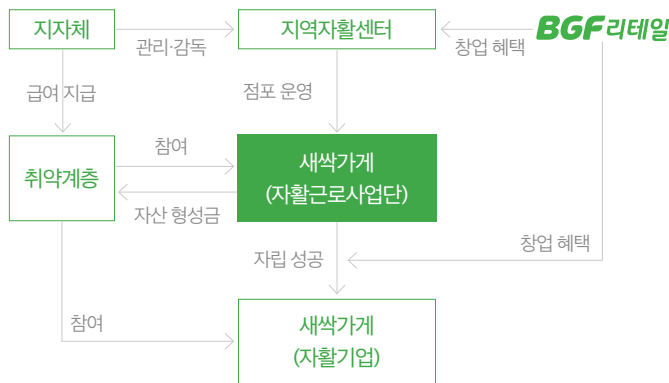 지자체
관리·감독
지역자활센터
창업 혜택
BGF리테일
급여 지급
점포 운영
취약계층
참여
자산 형성금
새싹가게
(자활근로사업단)
자립 성공
창업 혜택
참여
새싹가게
(자활기업)